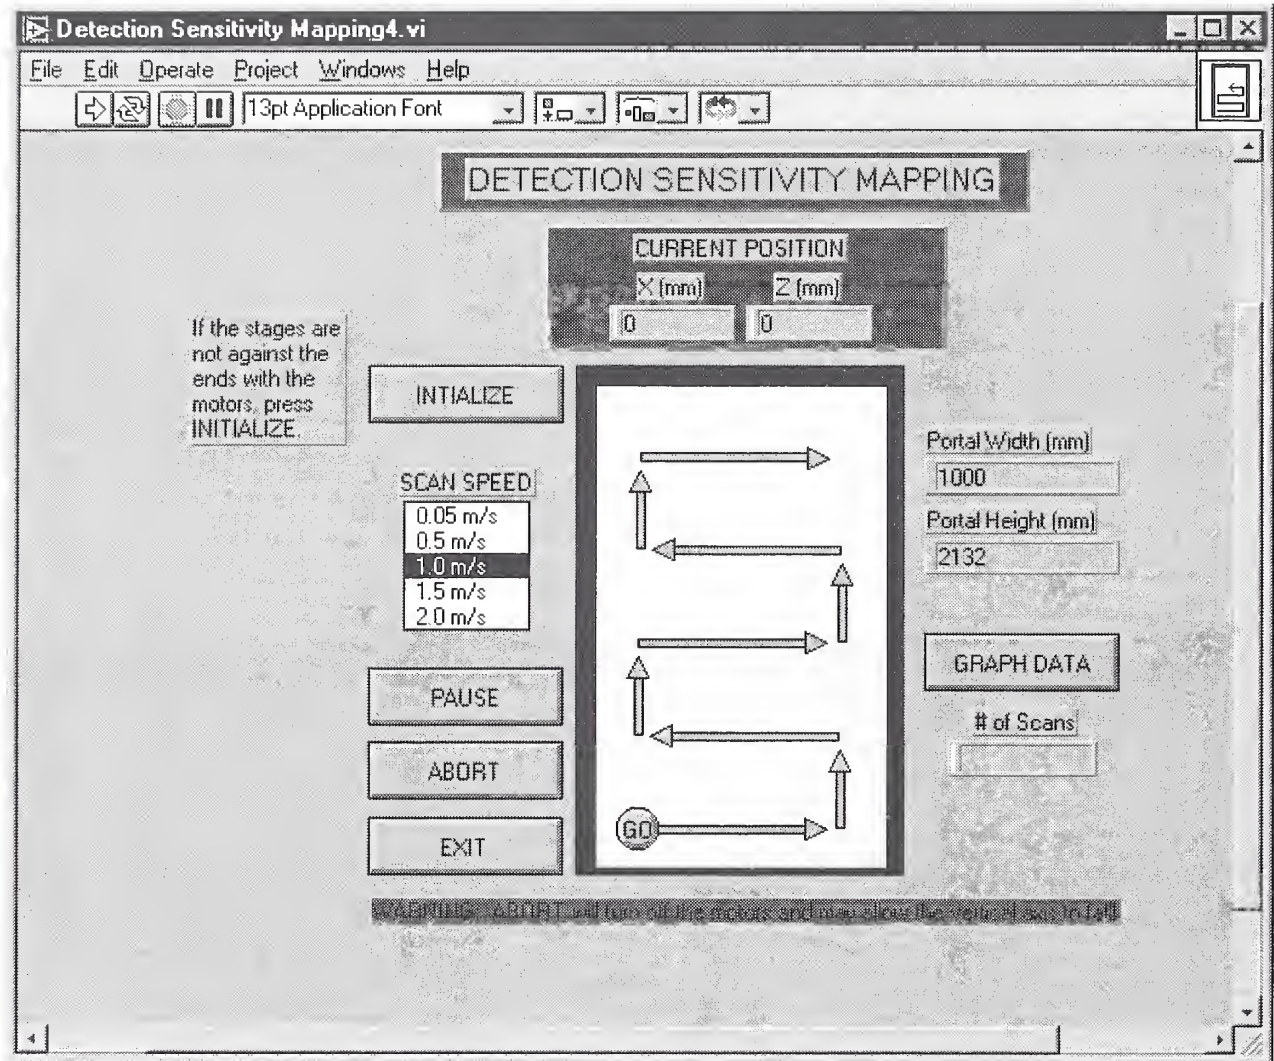 Detection Sensitivity Mapping4.vi
File Edit Operate Project Windows Help
13pt Application Font
DETECTION SENSITIVITY MAPPING
CURRENT POSITION
X (mm) Z (mm)
0 0
If the stages are
not against the
ends with the
motors, press
INITIALIZE.
INTIALIZE
SCAN SPEED
0.05 m/s
0.5 m/s
1.0 m/s
1.5 m/s
2.0 m/s
PAUSE
ABORT
EXIT
GO
Portal Width (mm)
1000
Portal Height (mm)
2132
GRAPH DATA
# of Scans
WARNING: ABORT will turn off the motors and may allow the vertical axis to fall!